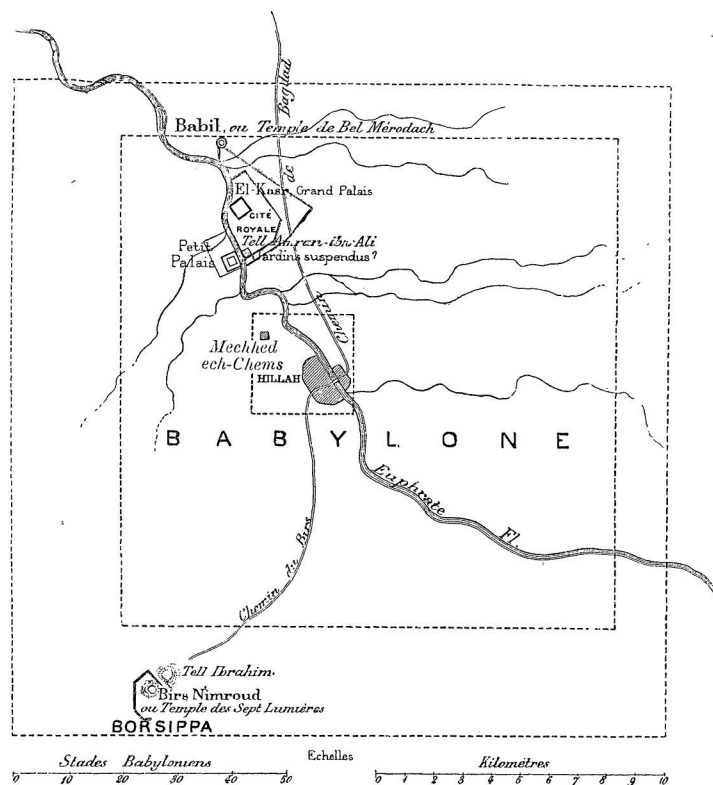 Chemin de Bagdad
Babil, ou Temple de Bel Mérodach
El-Kasr, Grand Palais
CITÉ
ROYALE
Tell Amran-ibn-Ali
Petit
Palais
Jardins suspendus?
Mechhed
ech-Chems
HILLAH
BABYLONE
Euphrate Fl.
Chemin du Birs
Tell Ibrahim.
Birs Nimroud
ou Temple des Sept Lumières
BORSIPPA
Echelles
Stades Babyloniens
0 10 20 30 40 50
Kilomètres
0 1 2 3 4 5 6 7 8 9 10